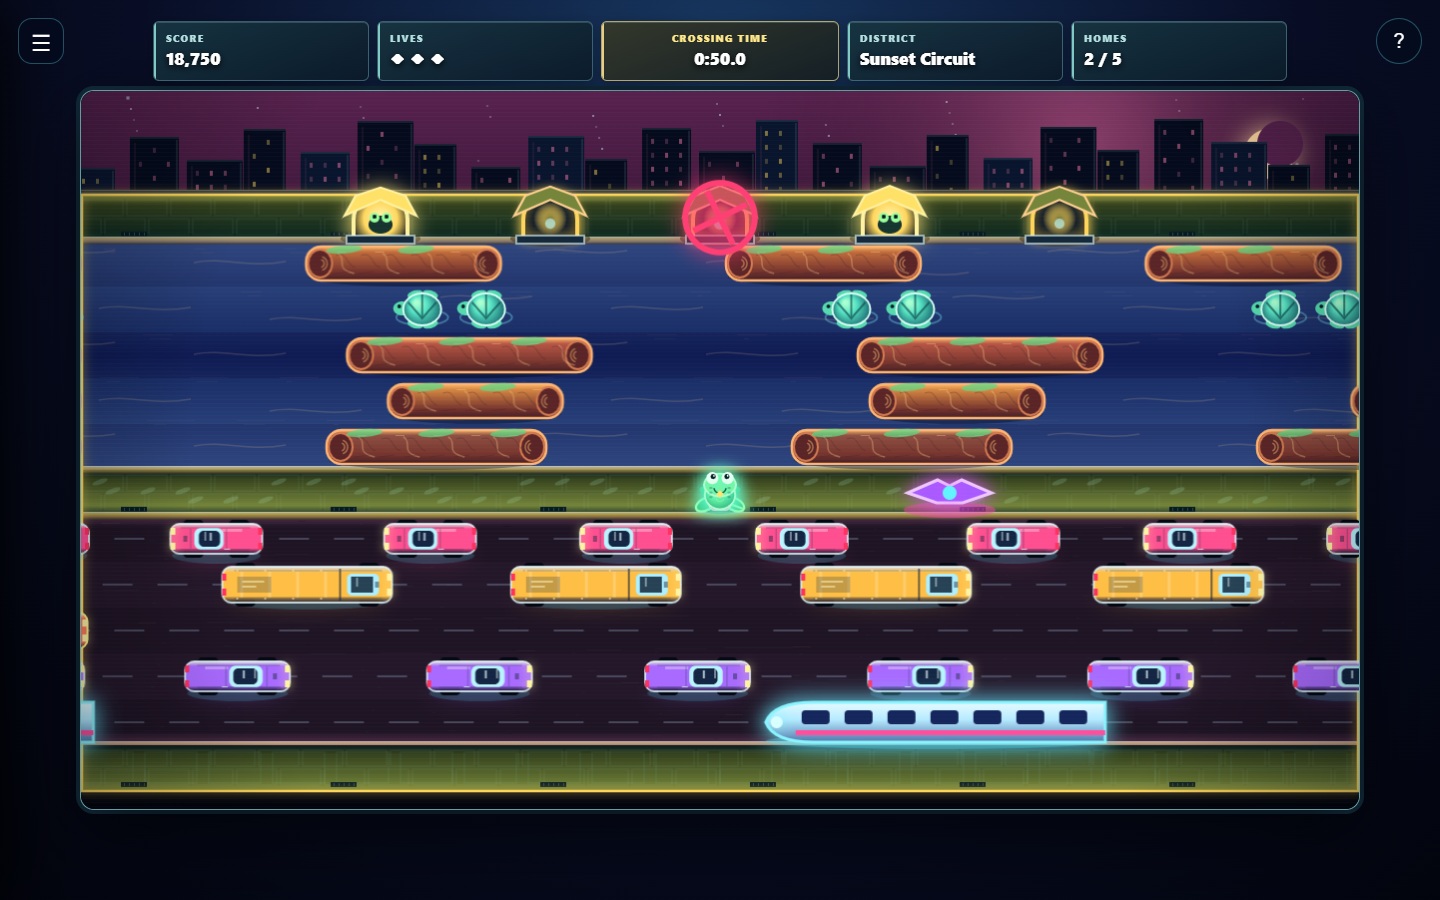 ☰
SCORE
18,750
LIVES
◆ ◆ ◆
CROSSING TIME
0:50.0
DISTRICT
Sunset Circuit
HOMES
2 / 5
?